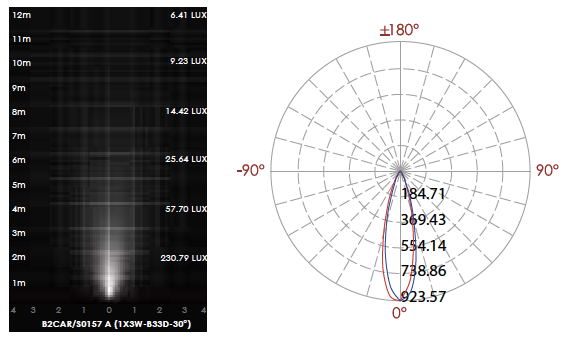 12m 6.41 LUX
11m
10m 9.23 LUX
9m
8m 14.42 LUX
7m
6m 25.64 LUX
5m
4m 57.70 LUX
3m
2m 230.79 LUX
1m
4 3 2 1 0 1 2 3 4
B2CAR/S0157 A (1X3W-B33D-30°)
±180°
-90° 90°
184.71
369.43
554.14
738.86
923.57
0°